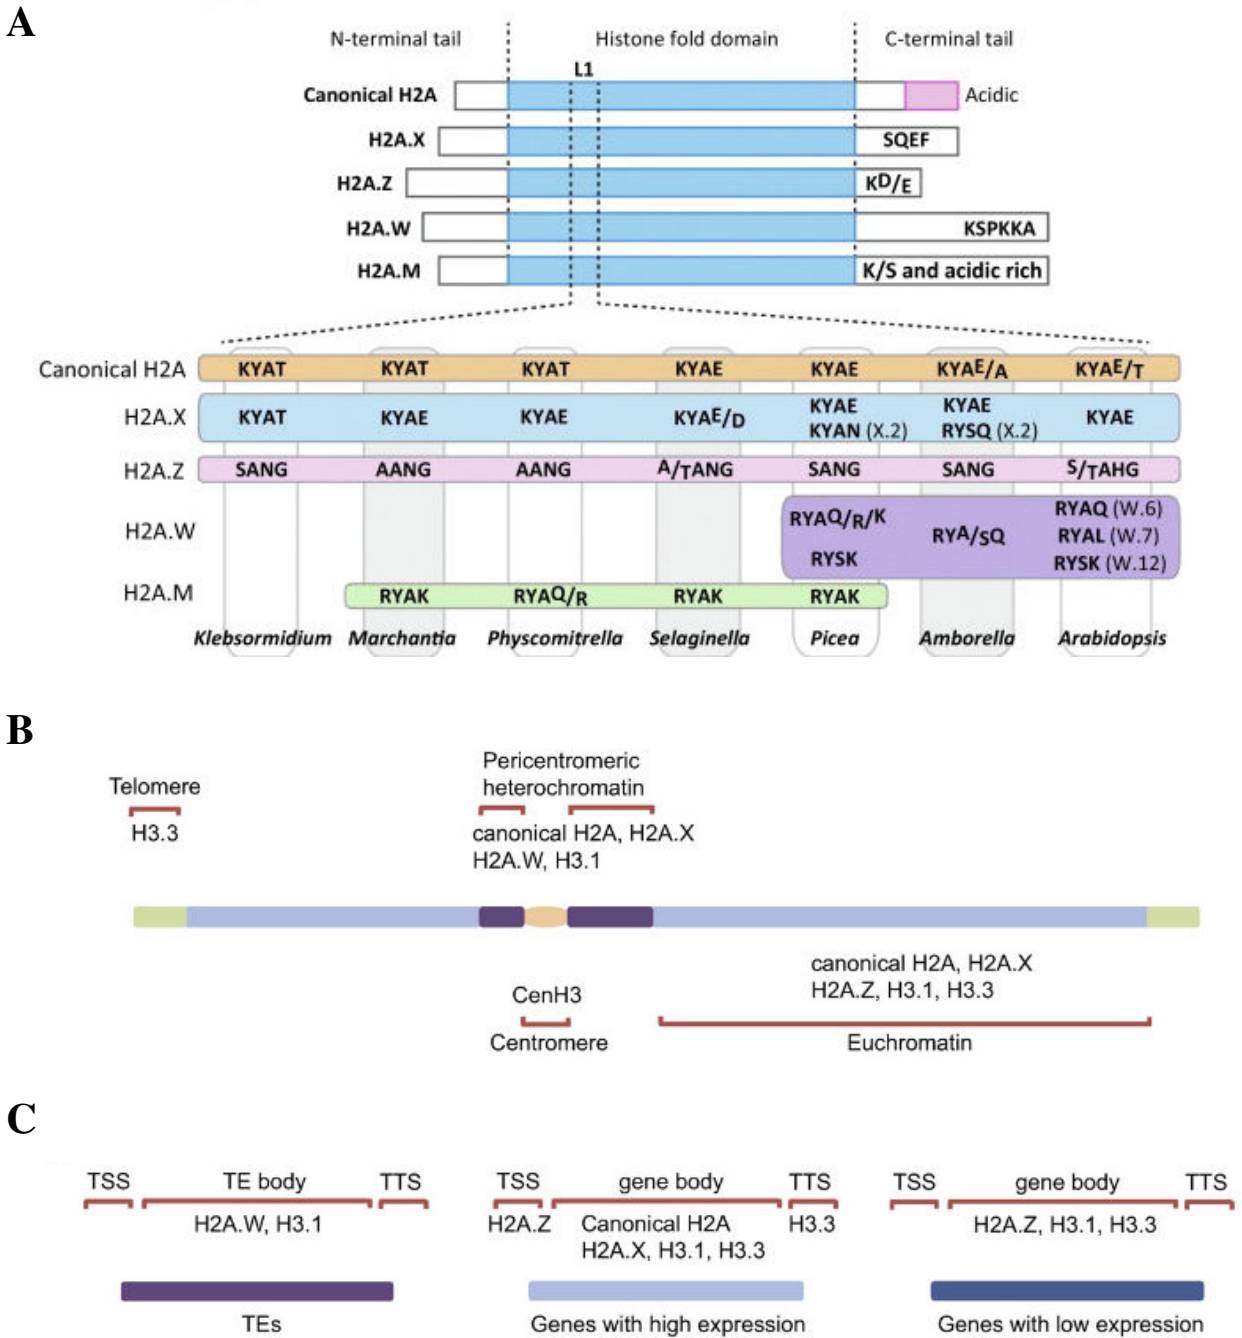 A
N-terminal tail Histone fold domain C-terminal tail
L1
Canonical H2A Acidic
H2A.X SQEF
H2A.Z KD/E
H2A.W KSPKKA
H2A.M K/S and acidic rich
Canonical H2A KYAT KYAT KYAT KYAE KYAE KYAE/A KYAE/T
H2A.X KYAT KYAE KYAE KYAE/D KYAE KYAN (X.2) KYAE RYSQ (X.2) KYAE
H2A.Z SANG AANG AANG A/TANG SANG SANG S/TAHG
H2A.W RYAQ/R/K RYSK RYA/SQ RYAQ (W.6) RYAL (W.7) RYSK (W.12)
H2A.M RYAK RYAQ/R RYAK RYAK
Klebsormidium Marchantia Physcomitrella Selaginella Picea Amborella Arabidopsis
B
Telomere
H3.3
Pericentromeric
heterochromatin
canonical H2A, H2A.X
H2A.W, H3.1
CenH3
Centromere
canonical H2A, H2A.X
H2A.Z, H3.1, H3.3
Euchromatin
C
TSS TE body TTS
H2A.W, H3.1
TEs
TSS gene body TTS
H2A.Z Canonical H2A H3.3
H2A.X, H3.1, H3.3
Genes with high expression
TSS gene body TTS
H2A.Z, H3.1, H3.3
Genes with low expression